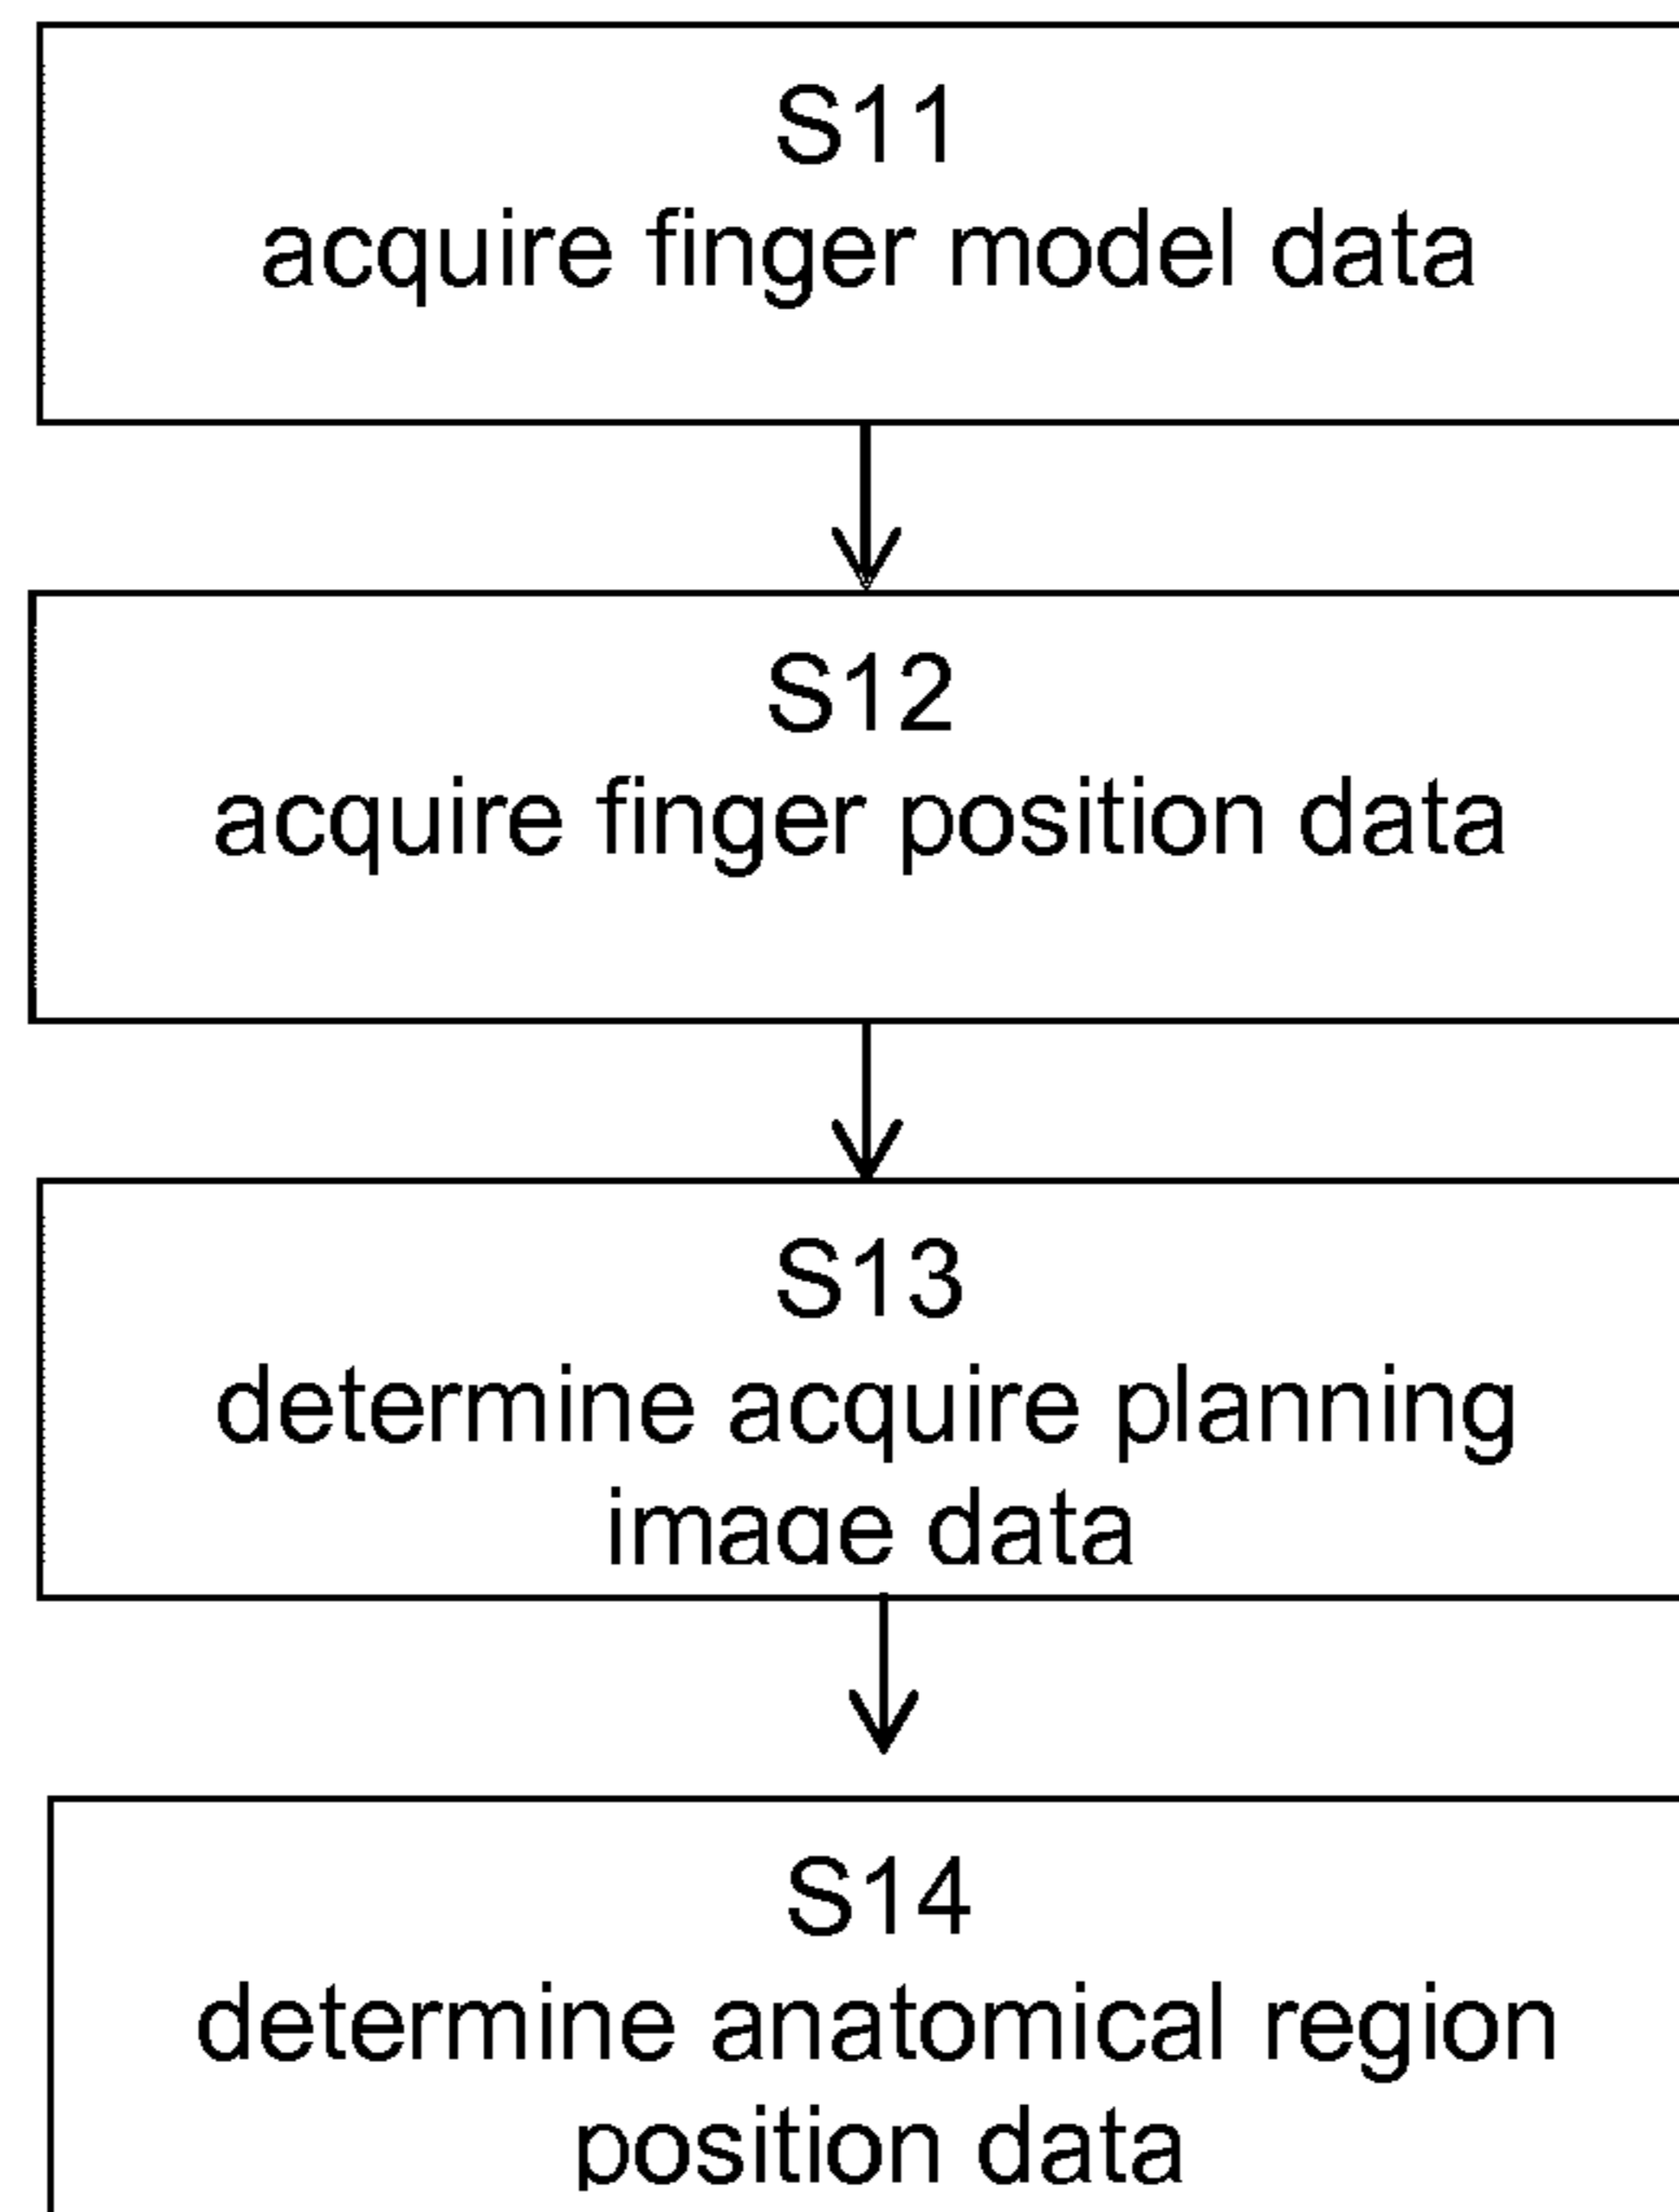 S11
acquire finger model data
S12
acquire finger position data
S13
determine acquire planning
image data
S14
determine anatomical region
position data